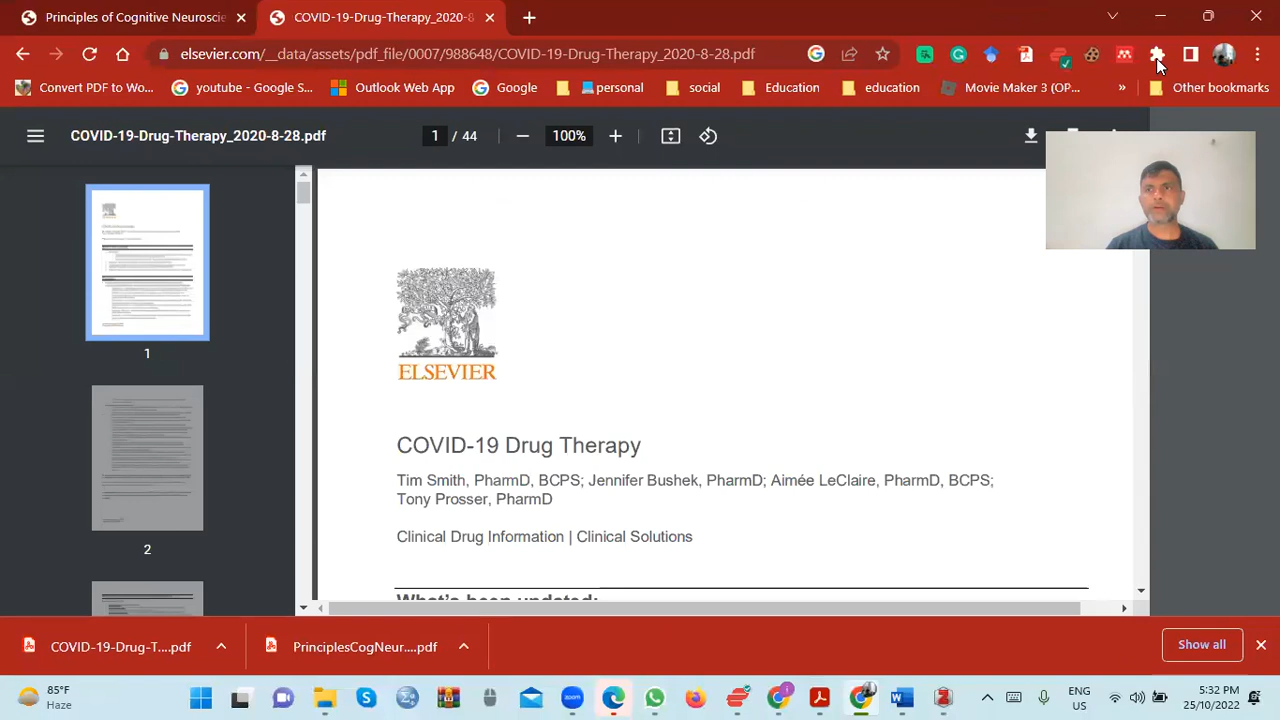 Principles of Cognitive Neuroscie
COVID-19-Drug-Therapy_2020-8
elsevier.com/__data/assets/pdf_file/0007/988648/COVID-19-Drug-Therapy_2020-8-28.pdf
Convert PDF to Wo...
youtube - Google S...
Outlook Web App
Google
personal
social
Education
education
Movie Maker 3 (OP...
»
Other bookmarks
COVID-19-Drug-Therapy_2020-8-28.pdf
1 / 44
100%
1
2
ELSEVIER
COVID-19 Drug Therapy
Tim Smith, PharmD, BCPS; Jennifer Bushek, PharmD; Aimée LeClaire, PharmD, BCPS;
Tony Prosser, PharmD
Clinical Drug Information | Clinical Solutions
What's been updated:
COVID-19-Drug-T....pdf
PrinciplesCogNeur....pdf
Show all
85°F
Haze
zoom
ENG
US
5:32 PM
25/10/2022